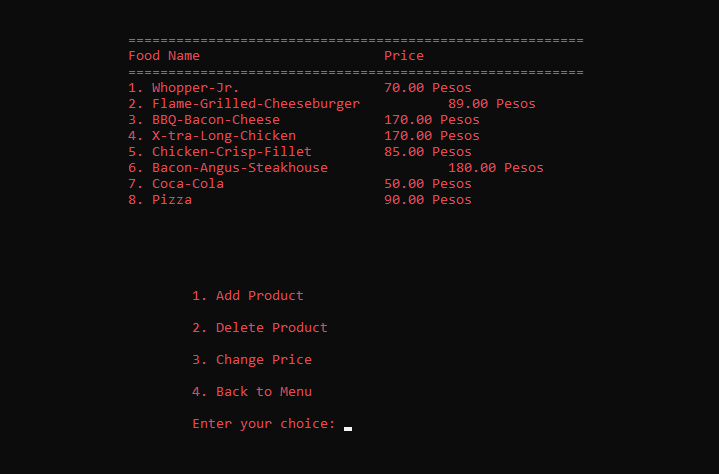 =========================================================
Food Name                       Price
=========================================================
1. Whopper-Jr.                  70.00 Pesos
2. Flame-Grilled-Cheeseburger           89.00 Pesos
3. BBQ-Bacon-Cheese             170.00 Pesos
4. X-tra-Long-Chicken           170.00 Pesos
5. Chicken-Crisp-Fillet         85.00 Pesos
6. Bacon-Angus-Steakhouse               180.00 Pesos
7. Coca-Cola                    50.00 Pesos
8. Pizza                        90.00 Pesos
1. Add Product
2. Delete Product
3. Change Price
4. Back to Menu
Enter your choice: